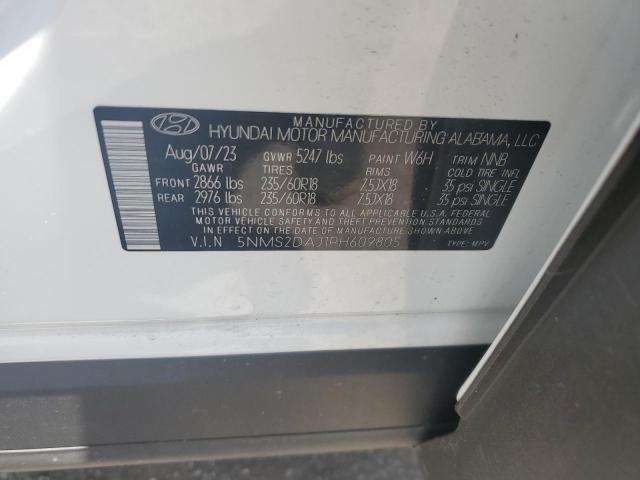 MANUFACTURED BY
HYUNDAI MOTOR MANUFACTURING ALABAMA, LLC
Aug/07/23 GVWR 5247 lbs PAINT W6H TRIM NNB
GAWR TIRES RIMS COLD TIRE INFL
FRONT 2866 lbs 235/60R18 7.5JX18 35 psi SINGLE
REAR 2976 lbs 235/60R18 7.5JX18 35 psi SINGLE
THIS VEHICLE CONFORMS TO ALL APPLICABLE FEDERAL
MOTOR VEHICLE SAFETY AND THEFT PREVENTION STANDARDS
IN EFFECT ON THE DATE OF MANUFACTURE SHOWN ABOVE
V.I.N 5NMS2DAJ1PH609805 TYPE: MPV